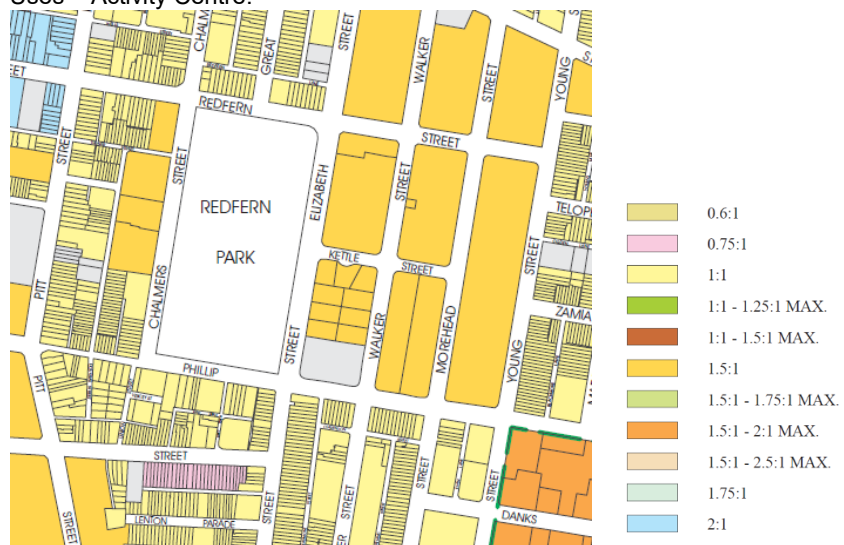 CHALM
GREAT
STREET
WALKER
STREET
YOUNG
REDFERN
STREET
STREET
STREET
ELIZABETH
STREET
REDFERN
PARK
TELOP
KETTLE
STREET
STREET
PITT
CHALMERS
STREET
WALKER
MOREHEAD
YOUNG
ZAMIA
PHILLIP
PITT
STREET
STREET
STREET
STREET
STREET
STREET
LENTON PARADE
DANKS
0.6:1
0.75:1
1:1
1:1 - 1.25:1 MAX.
1:1 - 1.5:1 MAX.
1.5:1
1.5:1 - 1.75:1 MAX.
1.5:1 - 2:1 MAX.
1.5:1 - 2.5:1 MAX.
1.75:1
2:1